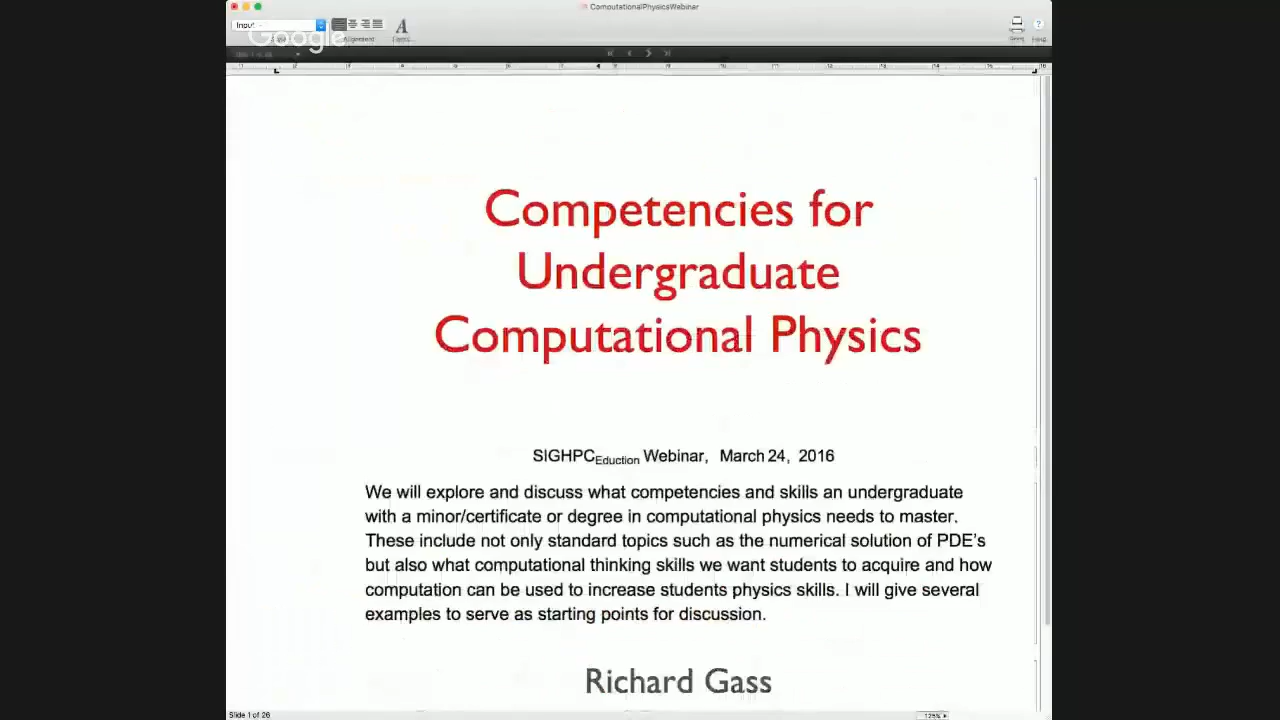 ComputationalPhysicsWebinar
Input
Google
Competencies for
Undergraduate
Computational Physics
SIGHPCEduction Webinar, March 24, 2016
We will explore and discuss what competencies and skills an undergraduate
with a minor/certificate or degree in computational physics needs to master.
These include not only standard topics such as the numerical solution of PDE’s
but also what computational thinking skills we want students to acquire and how
computation can be used to increase students physics skills. I will give several
examples to serve as starting points for discussion.
Richard Gass
Slide 1 of 26
125%